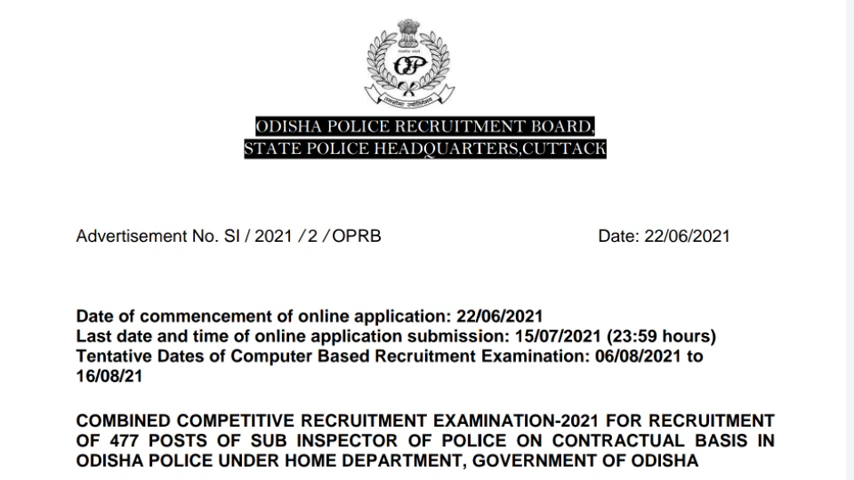 OP
ODISHA POLICE RECRUITMENT BOARD,
STATE POLICE HEADQUARTERS,CUTTACK
Advertisement No. SI / 2021 / 2 / OPRB Date: 22/06/2021
Date of commencement of online application: 22/06/2021
Last date and time of online application submission: 15/07/2021 (23:59 hours)
Tentative Dates of Computer Based Recruitment Examination: 06/08/2021 to
16/08/21
COMBINED COMPETITIVE RECRUITMENT EXAMINATION-2021 FOR RECRUITMENT
OF 477 POSTS OF SUB INSPECTOR OF POLICE ON CONTRACTUAL BASIS IN
ODISHA POLICE UNDER HOME DEPARTMENT, GOVERNMENT OF ODISHA